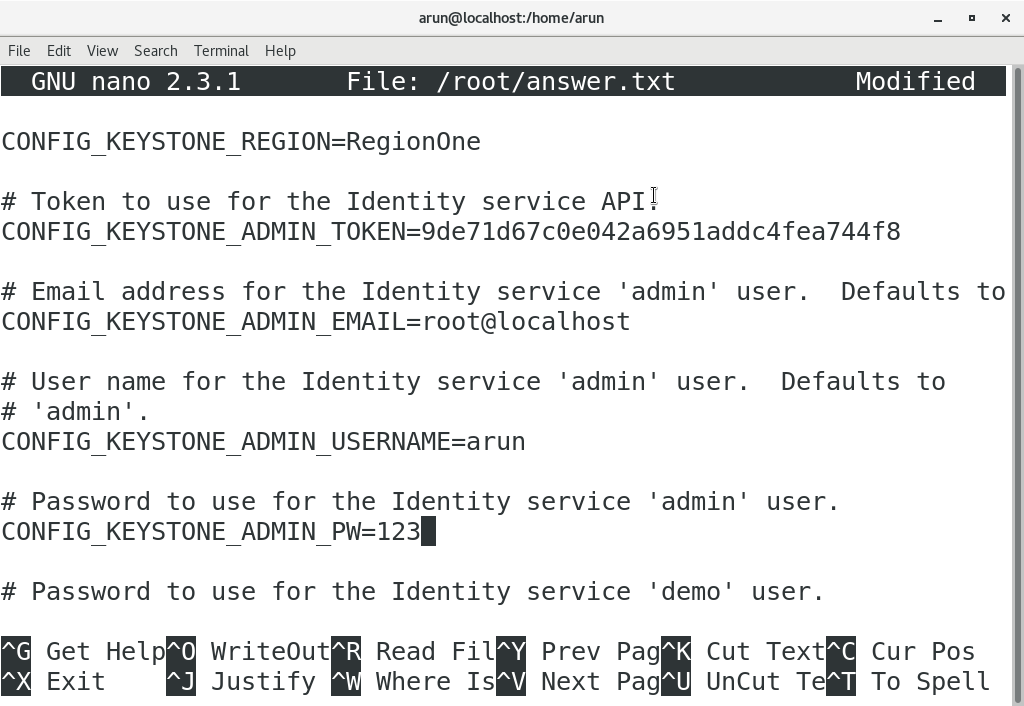 arun@localhost:/home/arun
File Edit View Search Terminal Help
GNU nano 2.3.1 File: /root/answer.txt Modified
CONFIG_KEYSTONE_REGION=RegionOne
# Token to use for the Identity service API.
CONFIG_KEYSTONE_ADMIN_TOKEN=9de71d67c0e042a6951addc4fea744f8
# Email address for the Identity service 'admin' user.  Defaults to
CONFIG_KEYSTONE_ADMIN_EMAIL=root@localhost
# User name for the Identity service 'admin' user.  Defaults to
# 'admin'.
CONFIG_KEYSTONE_ADMIN_USERNAME=arun
# Password to use for the Identity service 'admin' user.
CONFIG_KEYSTONE_ADMIN_PW=123
# Password to use for the Identity service 'demo' user.
^G Get Help^O WriteOut^R Read Fil^Y Prev Pag^K Cut Text^C Cur Pos
^X Exit ^J Justify ^W Where Is^V Next Pag^U UnCut Te^T To Spell